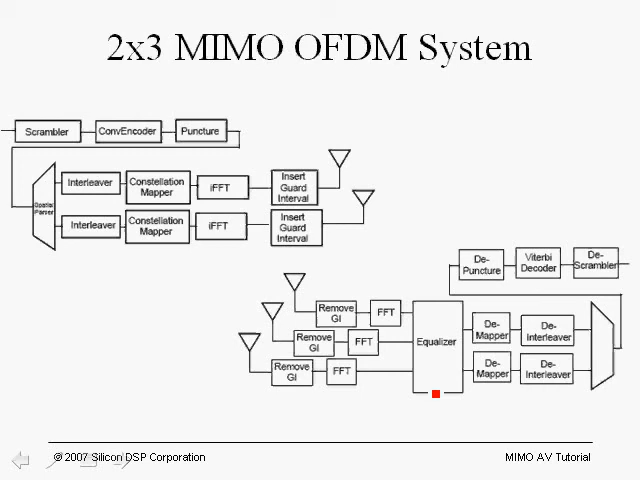 2x3 MIMO OFDM System
Scrambler
ConvEncoder
Puncture
Spatial
Parser
Interleaver
Constellation
Mapper
iFFT
Insert
Guard
Interval
Interleaver
Constellation
Mapper
iFFT
Insert
Guard
Interval
De-
Puncture
Viterbi
Decoder
De-
Scrambler
Remove
GI
FFT
Remove
GI
FFT
Remove
GI
FFT
Equalizer
De-
Mapper
De-
Interleaver
De-
Mapper
De-
Interleaver
© 2007 Silicon DSP Corporation
MIMO AV Tutorial